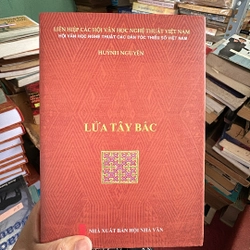 LIÊN HIỆP CÁC HỘI VĂN HỌC NGHỆ THUẬT VIỆT NAM
HỘI VĂN HỌC NGHỆ THUẬT CÁC DÂN TỘC THIỂU SỐ VIỆT NAM
HUỲNH NGUYÊN
LỬA TÂY BẮC
NHÀ XUẤT BẢN HỘI NHÀ VĂN